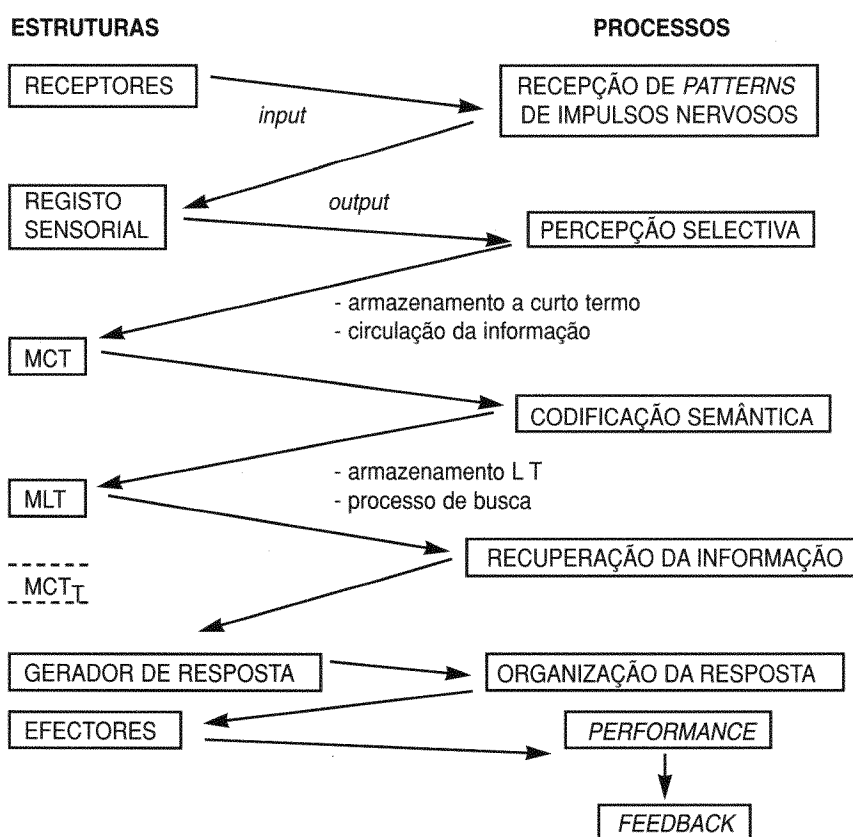 ESTRUTURAS
PROCESSOS
RECEPTORES
input
RECEPÇÃO DE PATTERNS
DE IMPULSOS NERVOSOS
REGISTO
SENSORIAL
output
PERCEPÇÃO SELECTIVA
- armazenamento a curto termo
- circulação da informação
MCT
CODIFICAÇÃO SEMÂNTICA
- armazenamento L T
- processo de busca
MLT
RECUPERAÇÃO DA INFORMAÇÃO
MCTT
GERADOR DE RESPOSTA
ORGANIZAÇÃO DA RESPOSTA
EFECTORES
PERFORMANCE
FEEDBACK